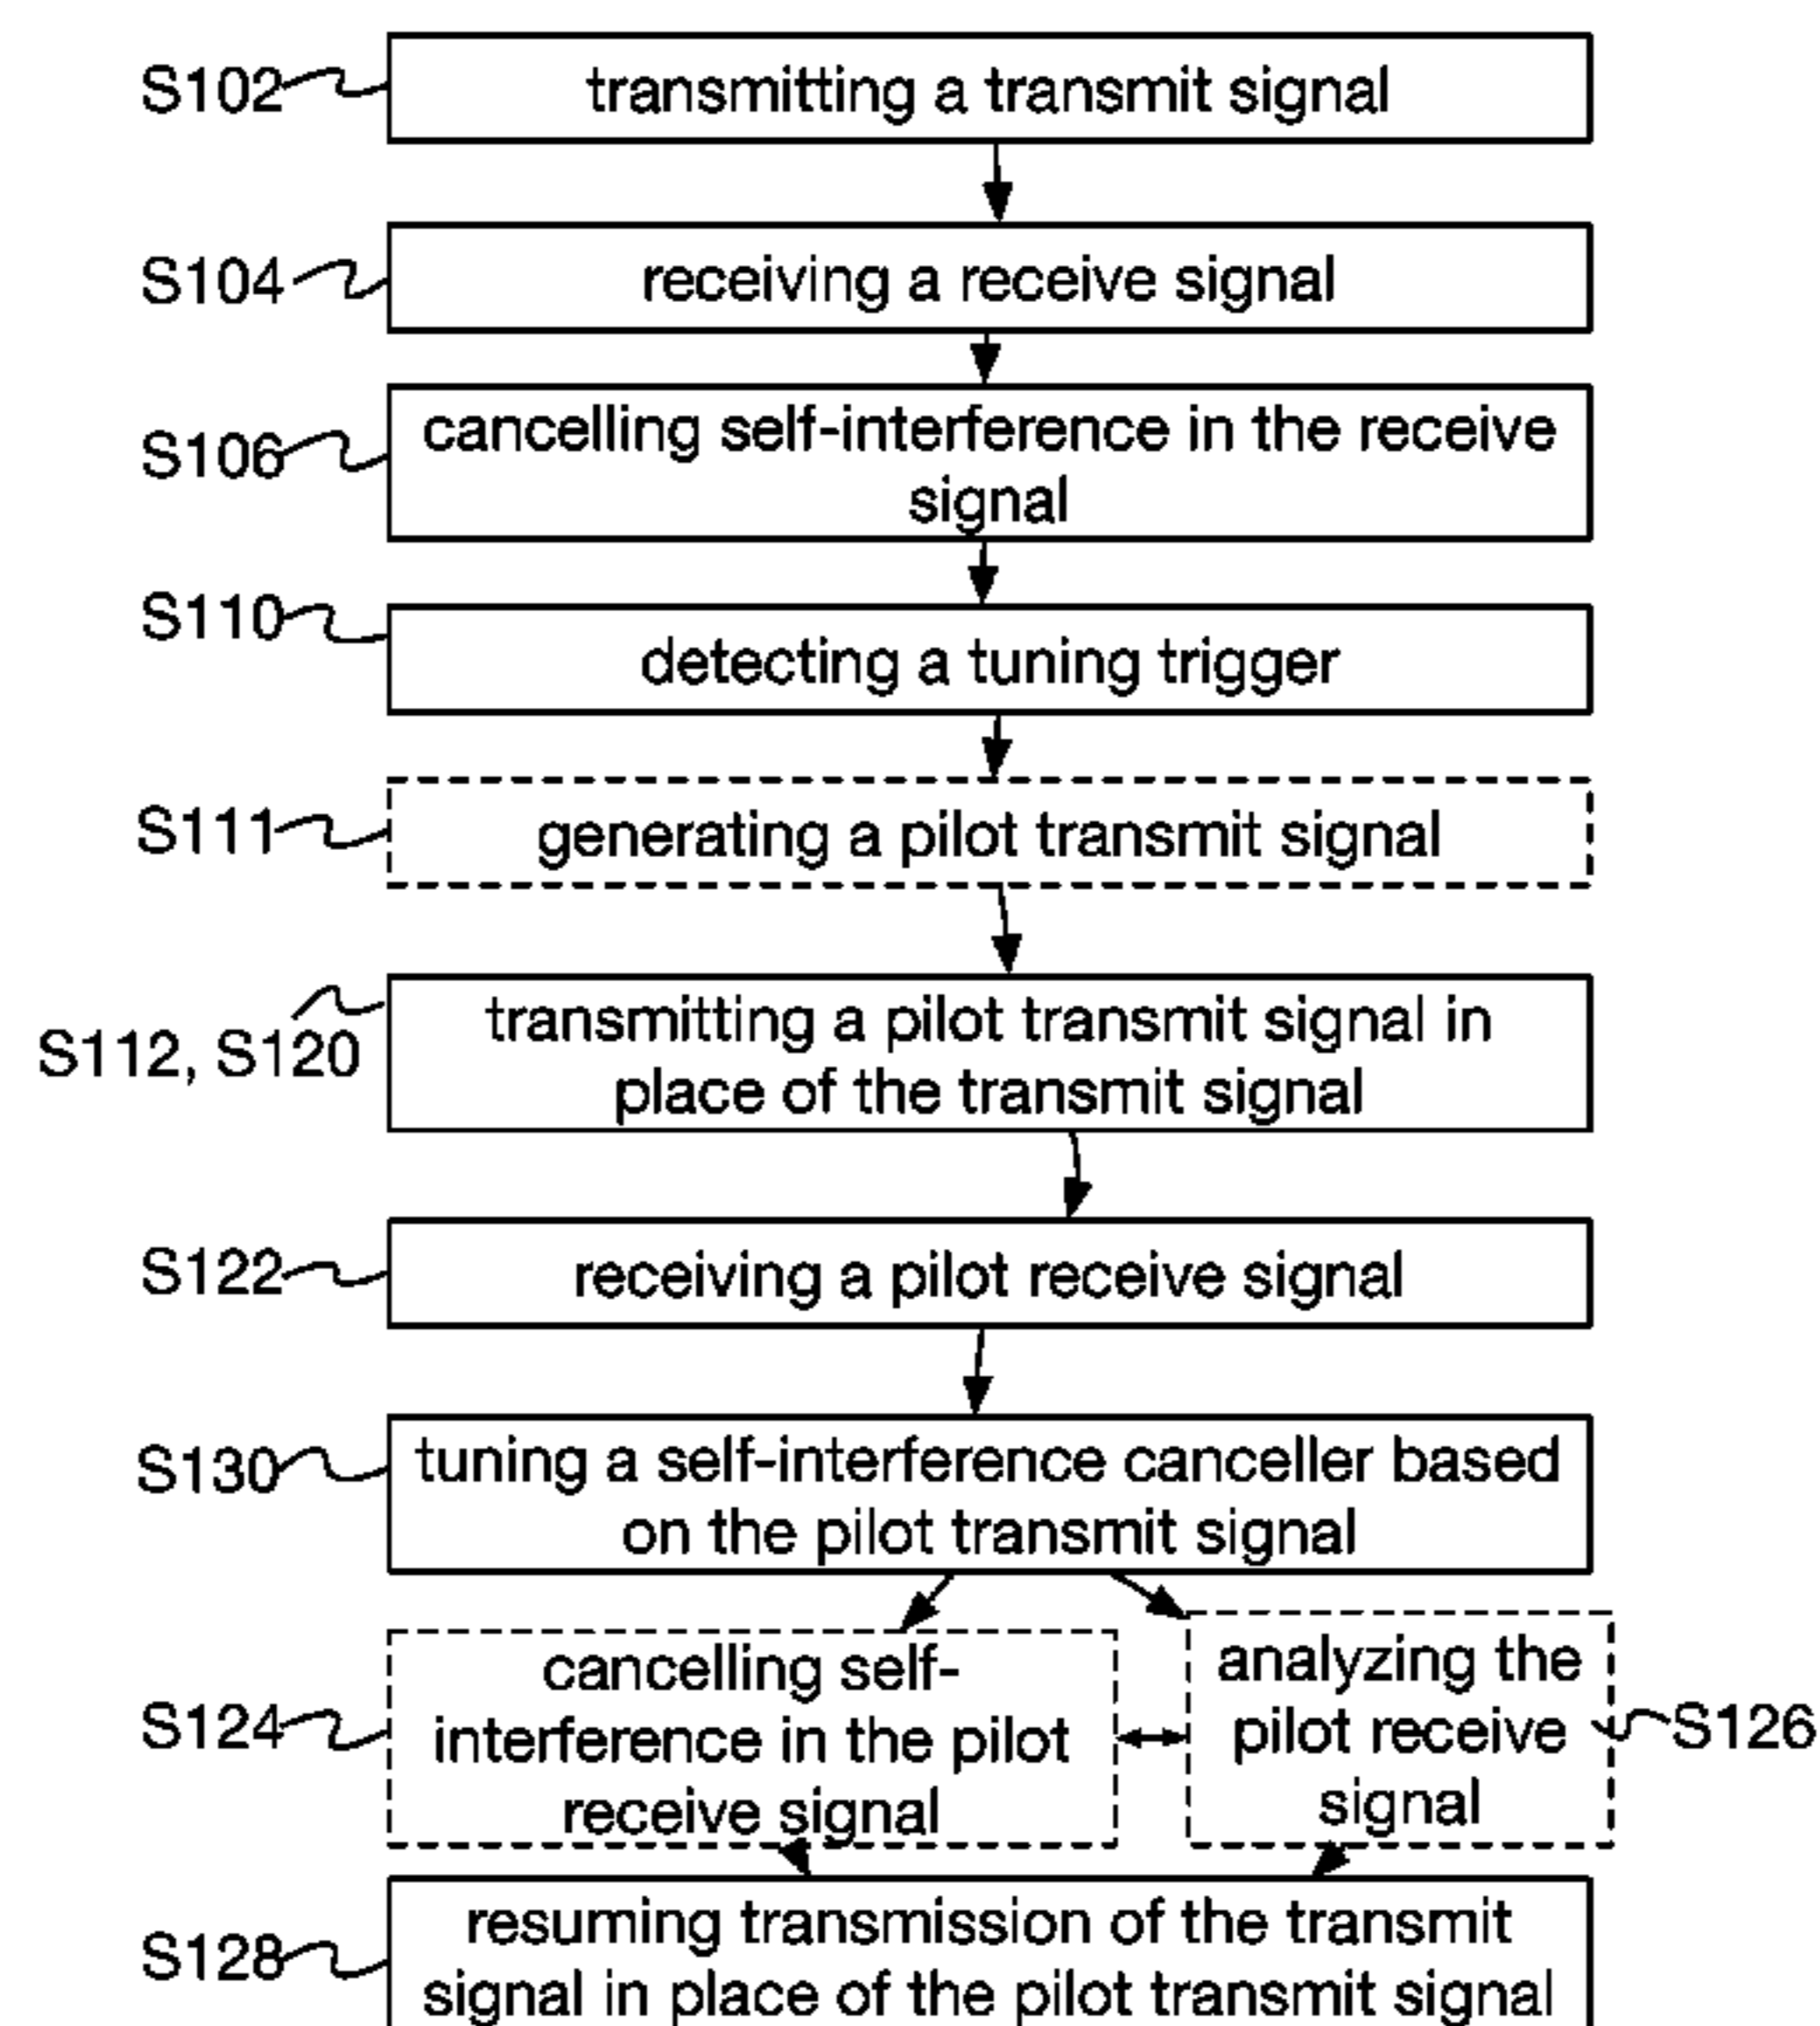 S102
transmitting a transmit signal
S104
receiving a receive signal
S106
cancelling self-interference in the receive
signal
S110
detecting a tuning trigger
S111
generating a pilot transmit signal
S112, S120
transmitting a pilot transmit signal in
place of the transmit signal
S122
receiving a pilot receive signal
S130
tuning a self-interference canceller based
on the pilot transmit signal
S124
cancelling self-
interference in the pilot
receive signal
analyzing the
pilot receive
signal
S126
S128
resuming transmission of the transmit
signal in place of the pilot transmit signal